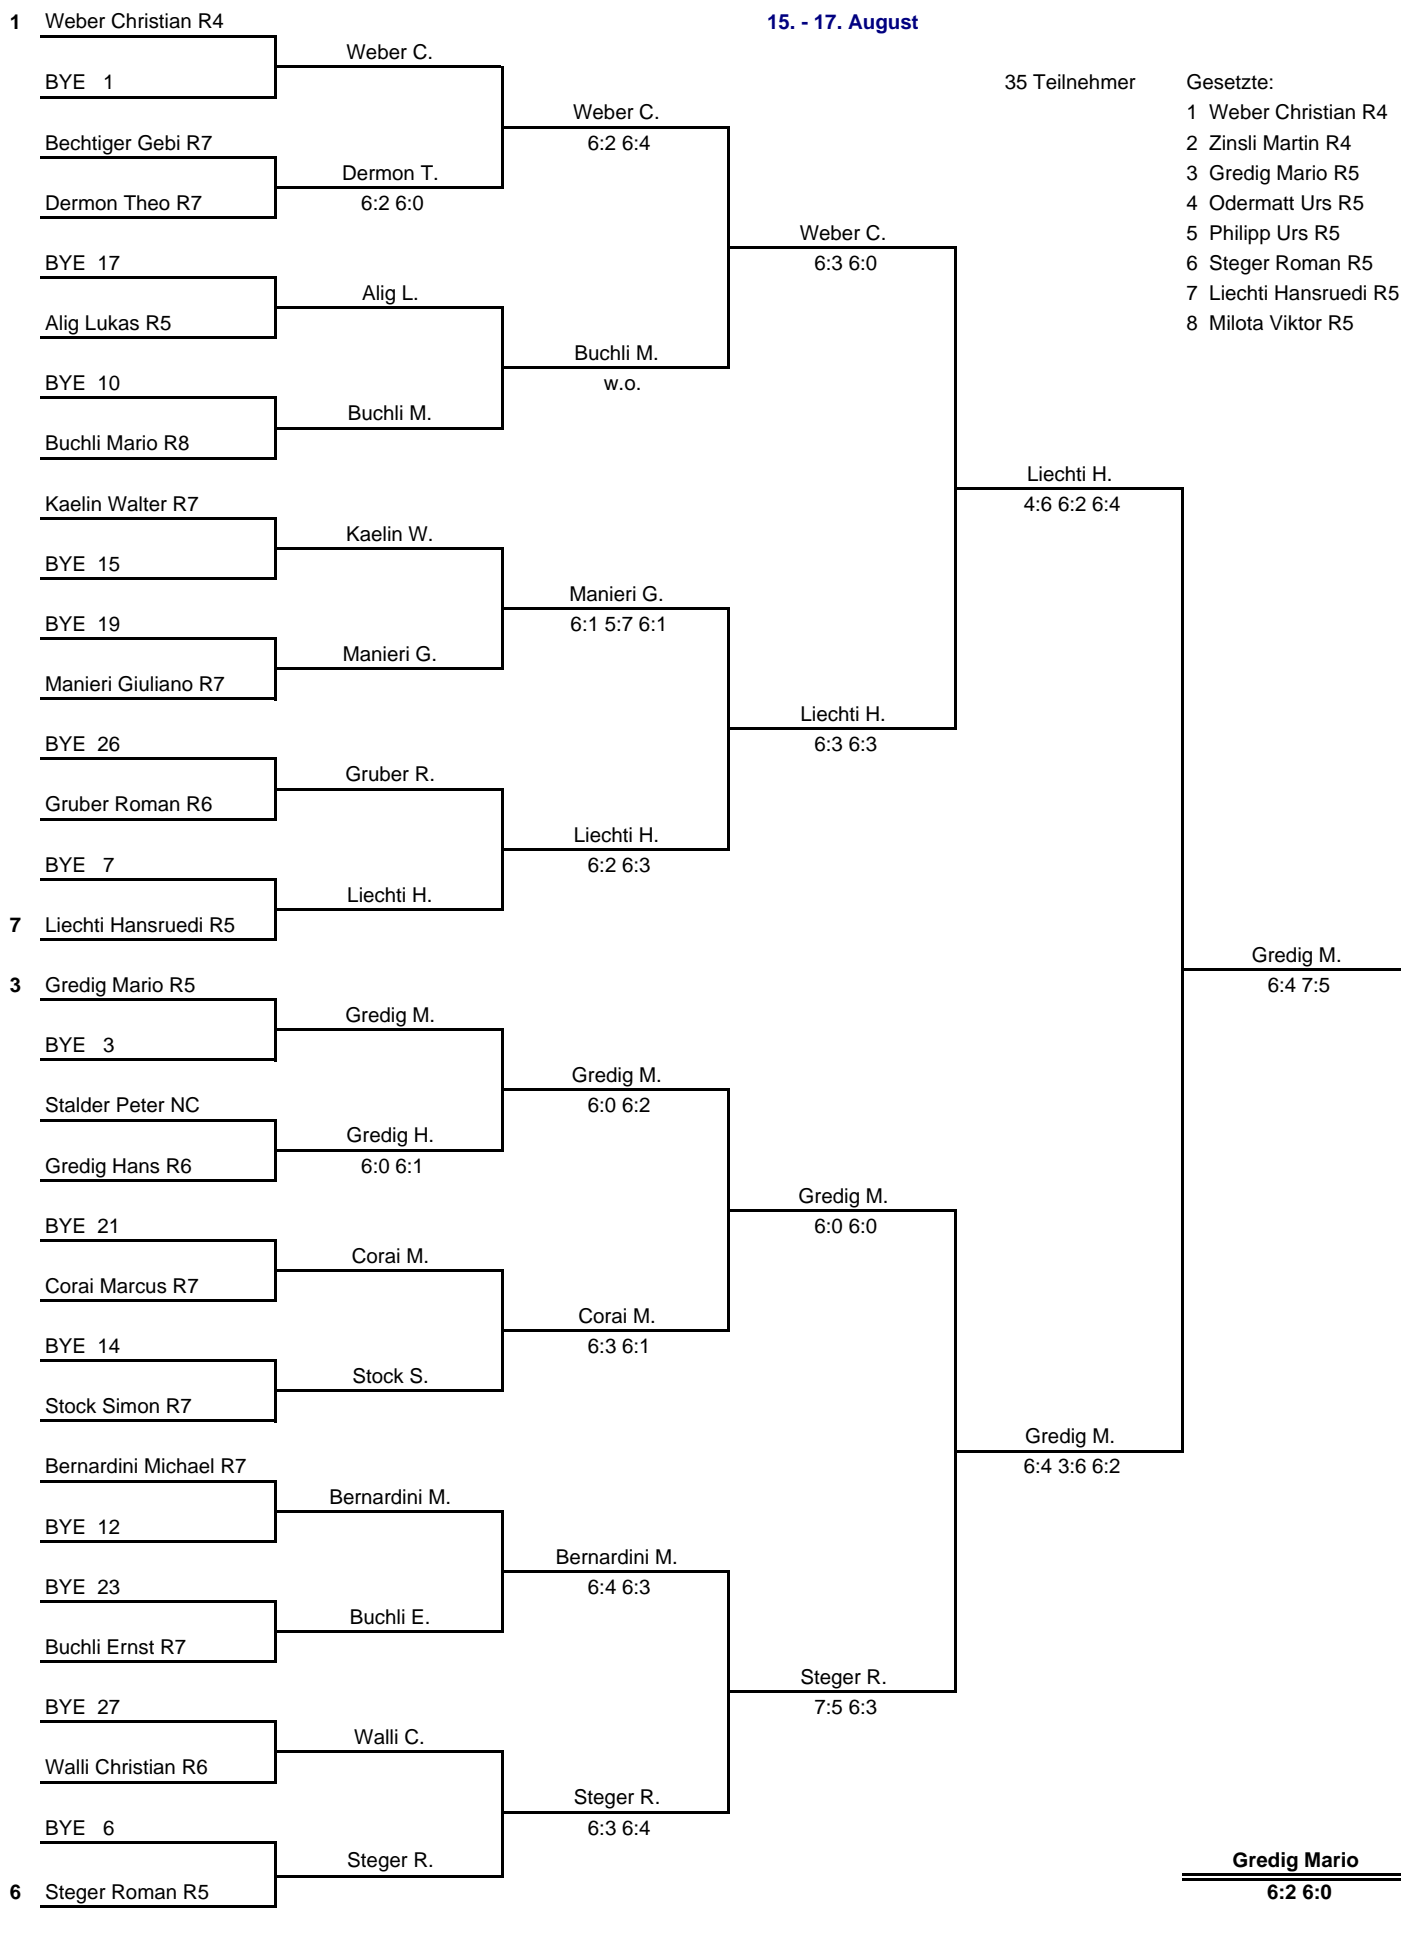 1 Weber Christian R4
15. - 17. August
Weber C.
BYE 1
35 Teilnehmer Gesetzte:
Weber C.
1 Weber Christian R4
6:2 6:4
Bechtiger Gebi R7
2 Zinsli Martin R4
Dermon T.
3 Gredig Mario R5
Dermon Theo R7
6:2 6:0
4 Odermatt Urs R5
Weber C.
5 Philipp Urs R5
BYE 17
6:3 6:0
6 Steger Roman R5
Alig L.
7 Liechti Hansruedi R5
Alig Lukas R5
8 Milota Viktor R5
Buchli M.
BYE 10
w.o.
Buchli M.
Buchli Mario R8
Liechti H.
Kaelin Walter R7
4:6 6:2 6:4
Kaelin W.
BYE 15
Manieri G.
BYE 19
6:1 5:7 6:1
Manieri G.
Manieri Giuliano R7
Liechti H.
BYE 26
6:3 6:3
Gruber R.
Gruber Roman R6
Liechti H.
BYE 7
6:2 6:3
Liechti H.
7 Liechti Hansruedi R5
Gredig M.
3 Gredig Mario R5
6:4 7:5
Gredig M.
BYE 3
Gredig M.
Stalder Peter NC
6:0 6:2
Gredig H.
Gredig Hans R6
6:0 6:1
Gredig M.
BYE 21
6:0 6:0
Corai M.
Corai Marcus R7
Corai M.
BYE 14
6:3 6:1
Stock S.
Stock Simon R7
Gredig M.
Bernardini Michael R7
6:4 3:6 6:2
Bernardini M.
BYE 12
Bernardini M.
BYE 23
6:4 6:3
Buchli E.
Buchli Ernst R7
Steger R.
BYE 27
7:5 6:3
Walli C.
Walli Christian R6
Steger R.
BYE 6
6:3 6:4
Steger R.
Gredig Mario
6 Steger Roman R5
6:2 6:0